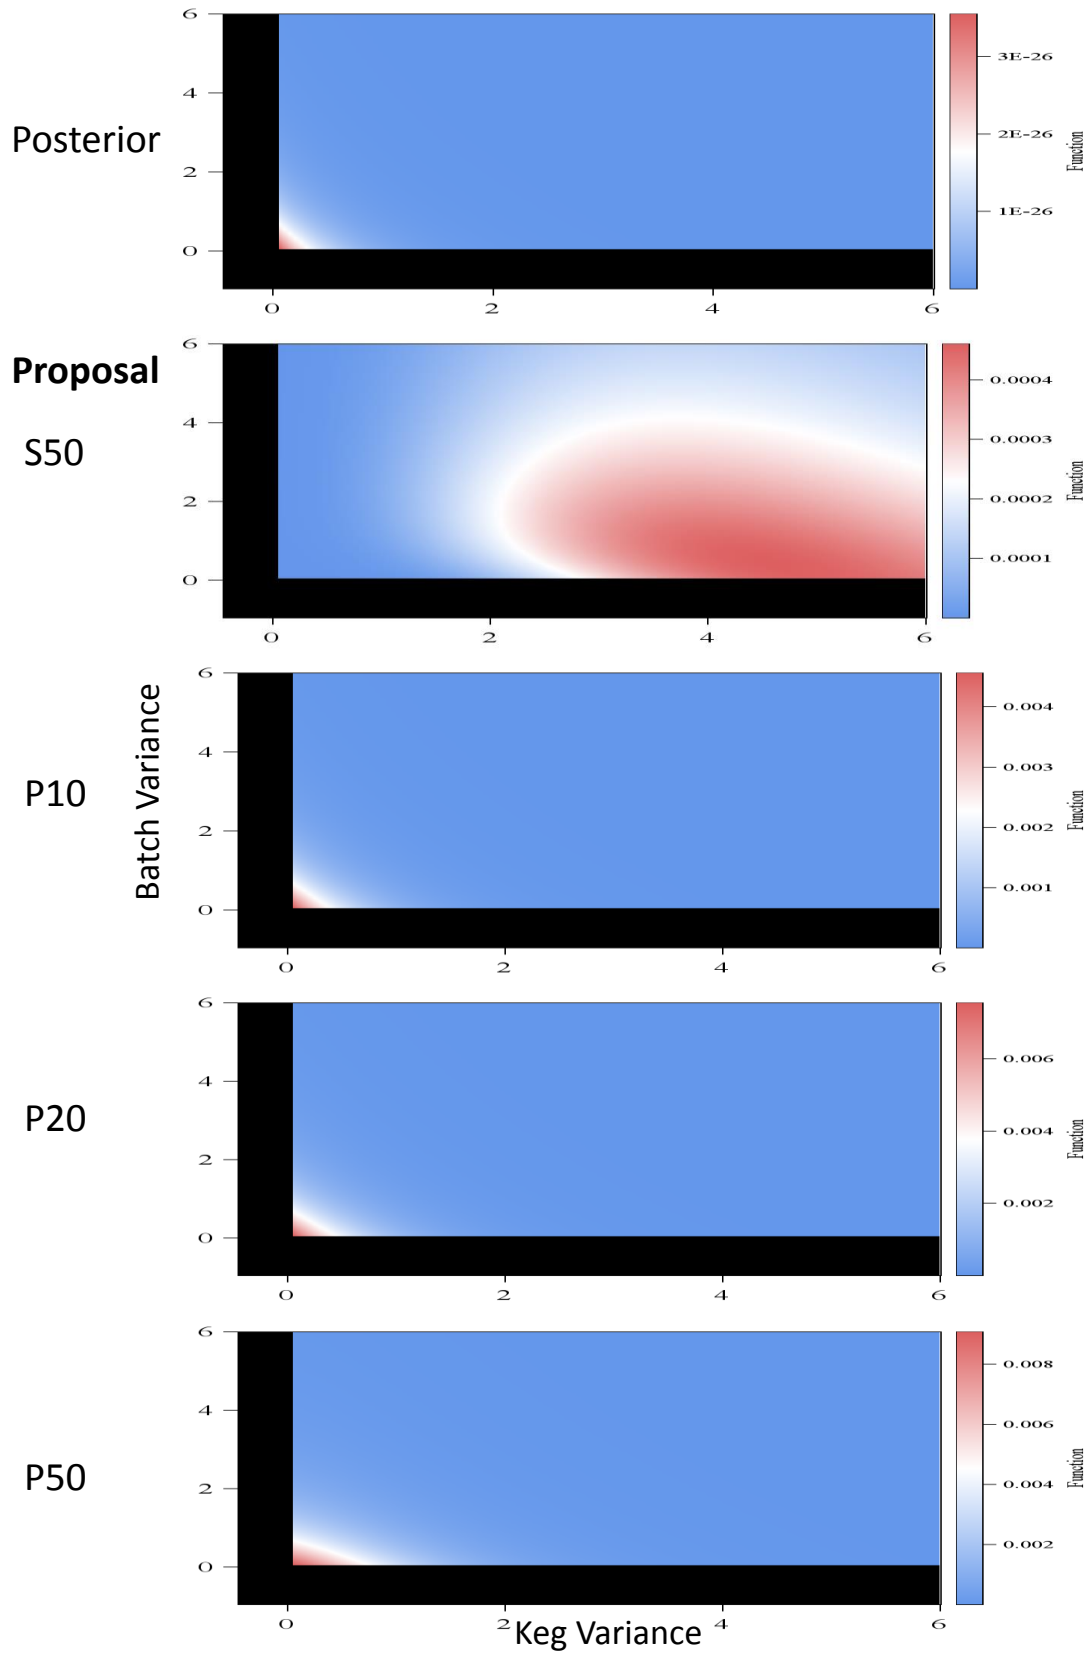 Posterior
6
4
2
0
0 2 4 6
3E-26
2E-26
1E-26
Function
Proposal
S50
6
4
2
0
0 2 4 6
0.0004
0.0003
0.0002
0.0001
Function
Batch Variance
P10
6
4
2
0
0 2 4 6
0.004
0.003
0.002
0.001
Function
P20
6
4
2
0
0 2 4 6
0.006
0.004
0.002
Function
P50
6
4
2
0
0 2 4 6
0.008
0.006
0.004
0.002
Function
Keg Variance